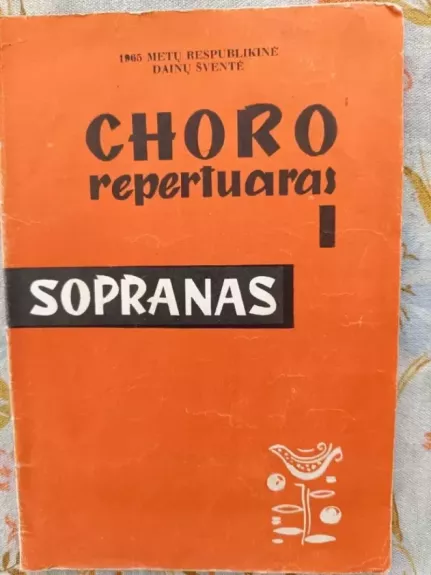 1965 METŲ RESPUBLIKINĖ
DAINŲ ŠVENTĖ
CHORO
repertuaras
I
SOPRANAS